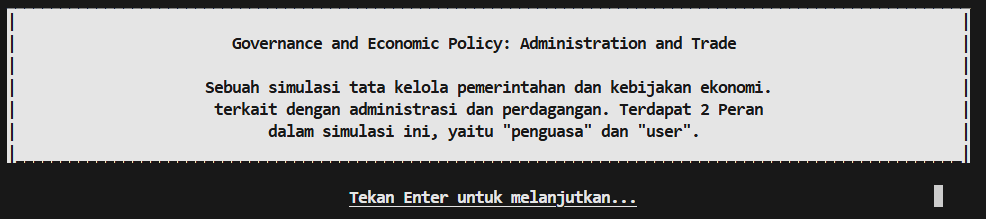 Governance and Economic Policy: Administration and Trade
Sebuah simulasi tata kelola pemerintahan dan kebijakan ekonomi.
terkait dengan administrasi dan perdagangan. Terdapat 2 Peran
dalam simulasi ini, yaitu "penguasa" dan "user".
Tekan Enter untuk melanjutkan...